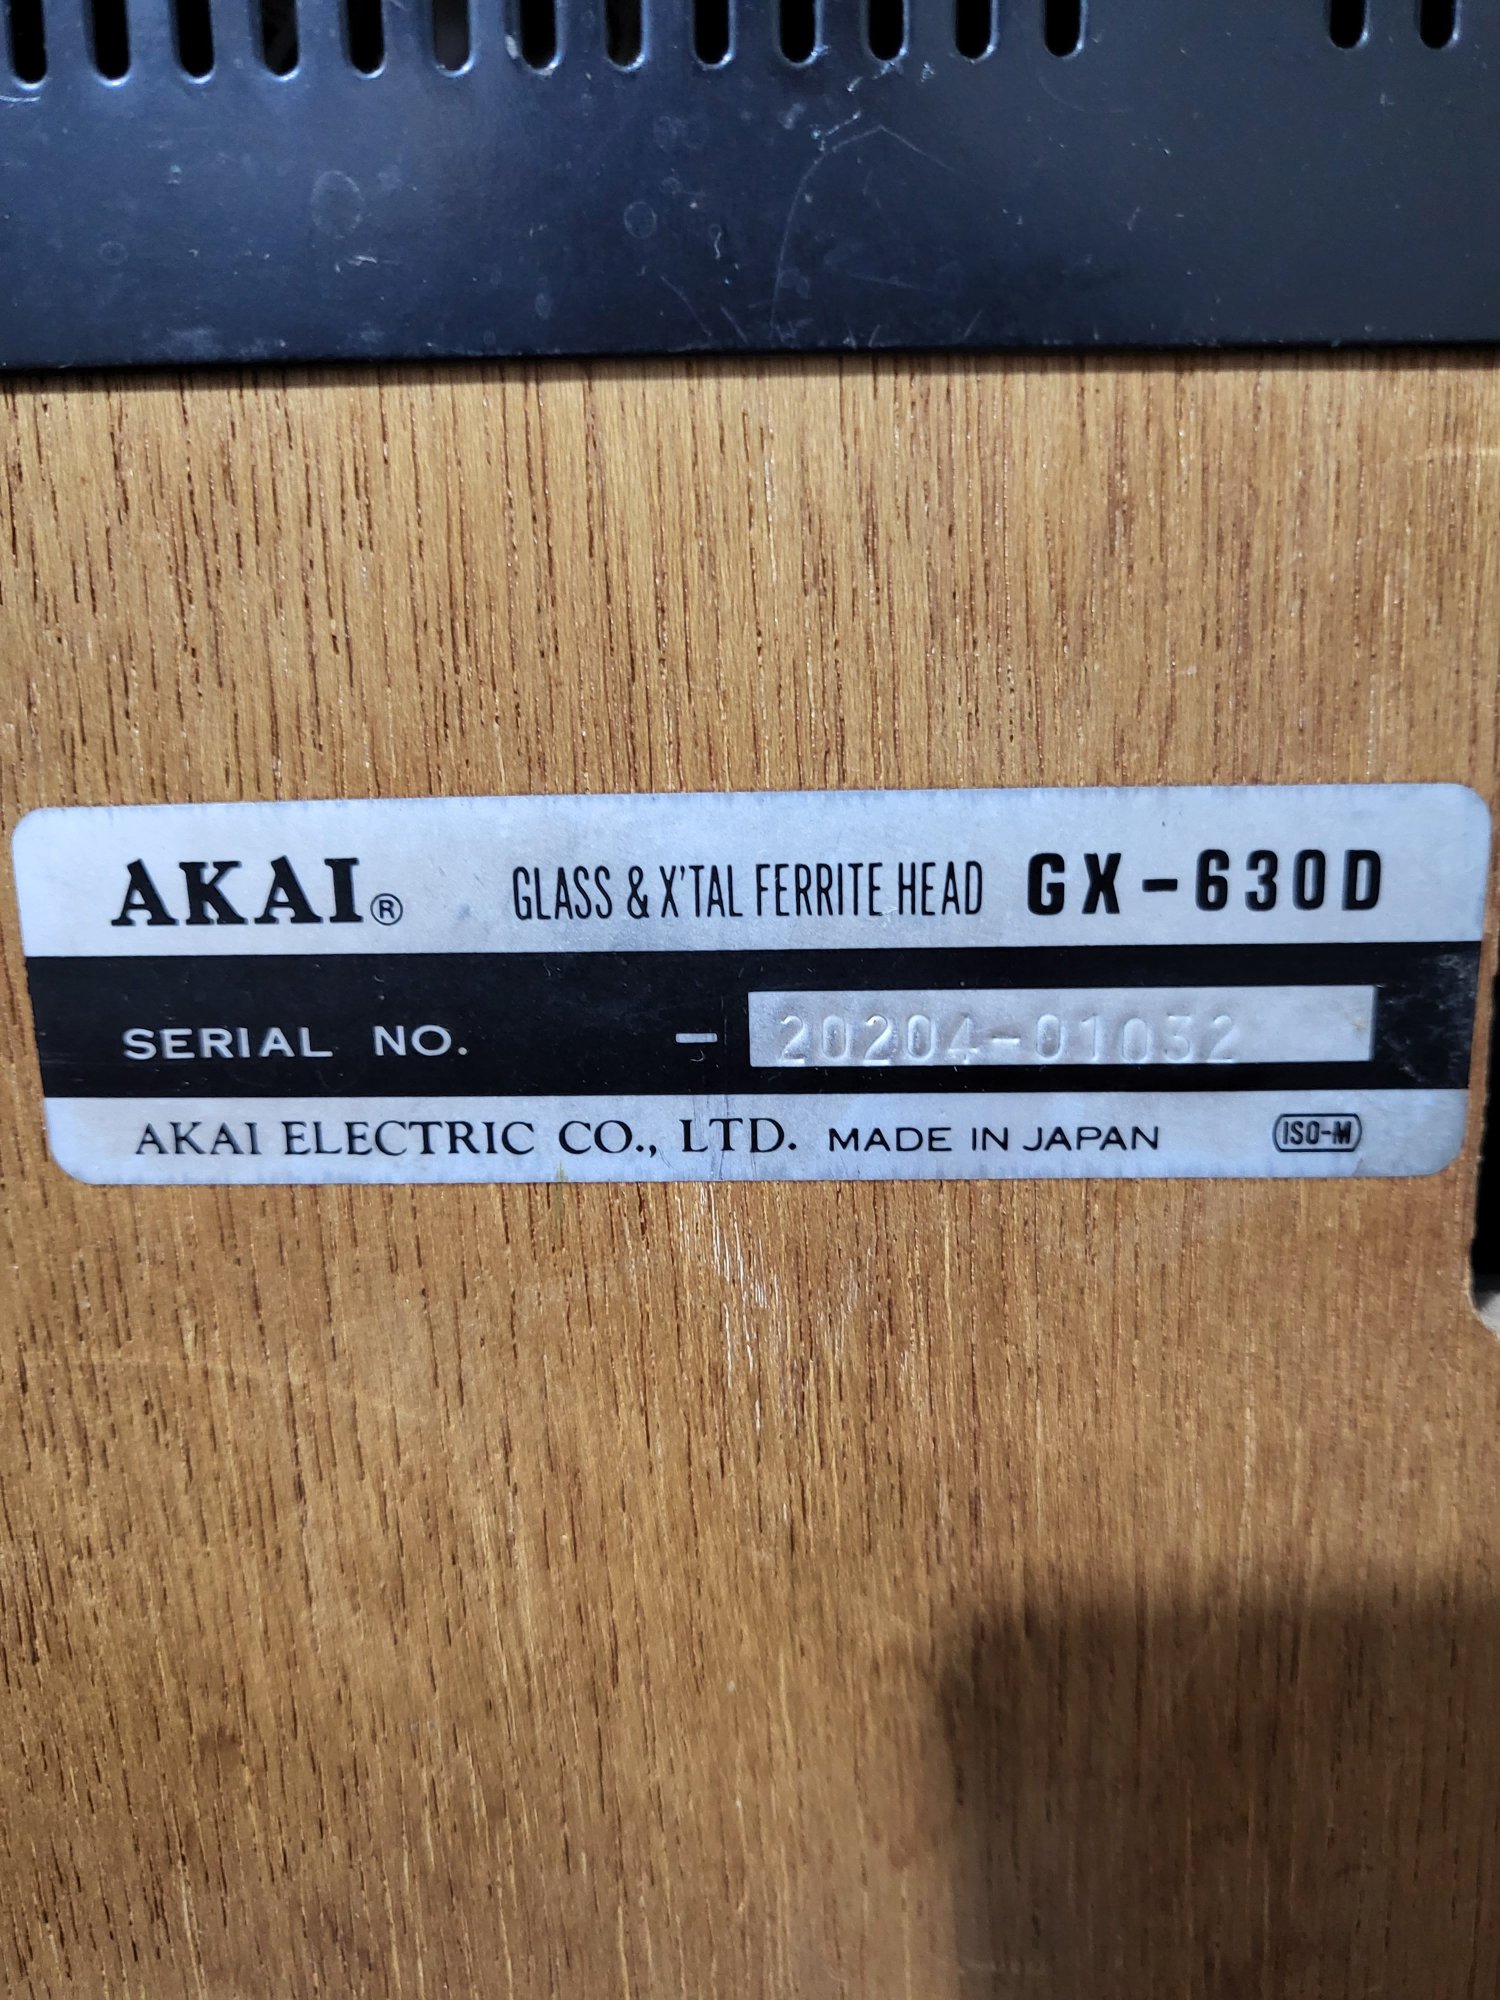 AKAI® GLASS & X'TAL FERRITE HEAD GX-630D
SERIAL NO. - 20204-01032
AKAI ELECTRIC CO., LTD. MADE IN JAPAN ISO-M